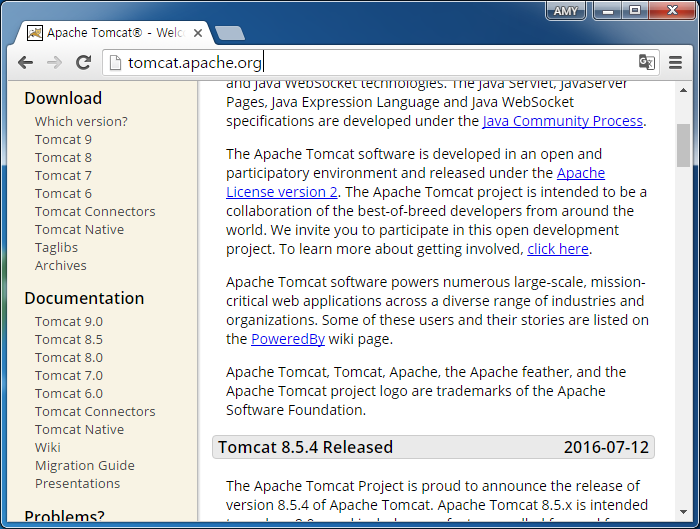 AMY
Apache Tomcat® - Welc
tomcat.apache.org
Download
Which version?
Tomcat 9
Tomcat 8
Tomcat 7
Tomcat 6
Tomcat Connectors
Tomcat Native
Taglibs
Archives
Documentation
Tomcat 9.0
Tomcat 8.5
Tomcat 8.0
Tomcat 7.0
Tomcat 6.0
Tomcat Connectors
Tomcat Native
Wiki
Migration Guide
Presentations
Problems?
and Java WebSocket technologies. The Java Servlet, JavaServer
Pages, Java Expression Language and Java WebSocket
specifications are developed under the Java Community Process.
The Apache Tomcat software is developed in an open and
participatory environment and released under the Apache
License version 2. The Apache Tomcat project is intended to be a
collaboration of the best-of-breed developers from around the
world. We invite you to participate in this open development
project. To learn more about getting involved, click here.
Apache Tomcat software powers numerous large-scale, mission-
critical web applications across a diverse range of industries and
organizations. Some of these users and their stories are listed on
the PoweredBy wiki page.
Apache Tomcat, Tomcat, Apache, the Apache feather, and the
Apache Tomcat project logo are trademarks of the Apache
Software Foundation.
Tomcat 8.5.4 Released 2016-07-12
The Apache Tomcat Project is proud to announce the release of
version 8.5.4 of Apache Tomcat. Apache Tomcat 8.5.x is intended